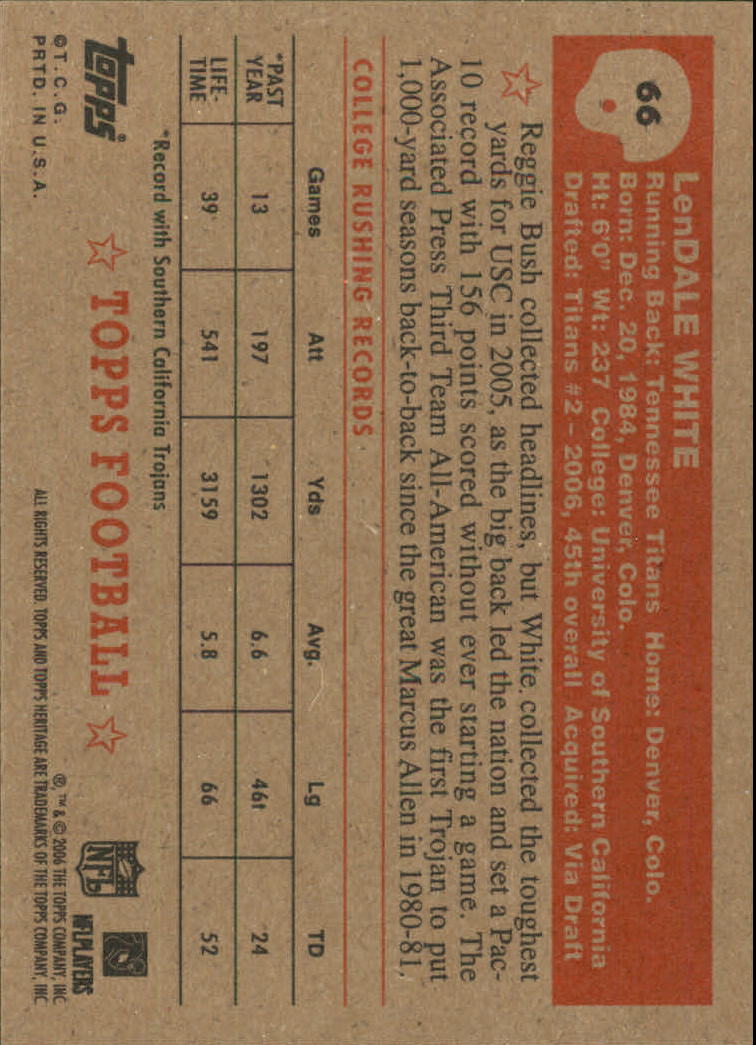 66
LenDALE WHITE
Running Back: Tennessee Titans Home: Denver, Colo.
Born: Dec. 20, 1984, Denver, Colo.
Ht: 6'0" Wt: 237 College: University of Southern California
Drafted: Titans #2 – 2006, 45th overall Acquired: Via Draft
Reggie Bush collected headlines, but White collected the toughest
yards for USC in 2005, as the big back led the nation and set a Pac-
10 record with 156 points scored without ever starting a game. The
Associated Press Third Team All-American was the first Trojan to put
1,000-yard seasons back-to-back since the great Marcus Allen in 1980-81.
COLLEGE RUSHING RECORDS
Games Att Yds Avg. Lg TD
*PAST
YEAR 13 197 1302 6.6 46t 24
LIFE-
TIME 39 541 3159 5.8 66 52
*Record with Southern California Trojans
topps®
TOPPS FOOTBALL
NFL
NFL PLAYERS
©T.C.G.
PRTD. IN U.S.A.
®, ™ & © 2006 THE TOPPS COMPANY, INC
ALL RIGHTS RESERVED. TOPPS AND TOPPS HERITAGE ARE TRADEMARKS OF THE TOPPS COMPANY, INC